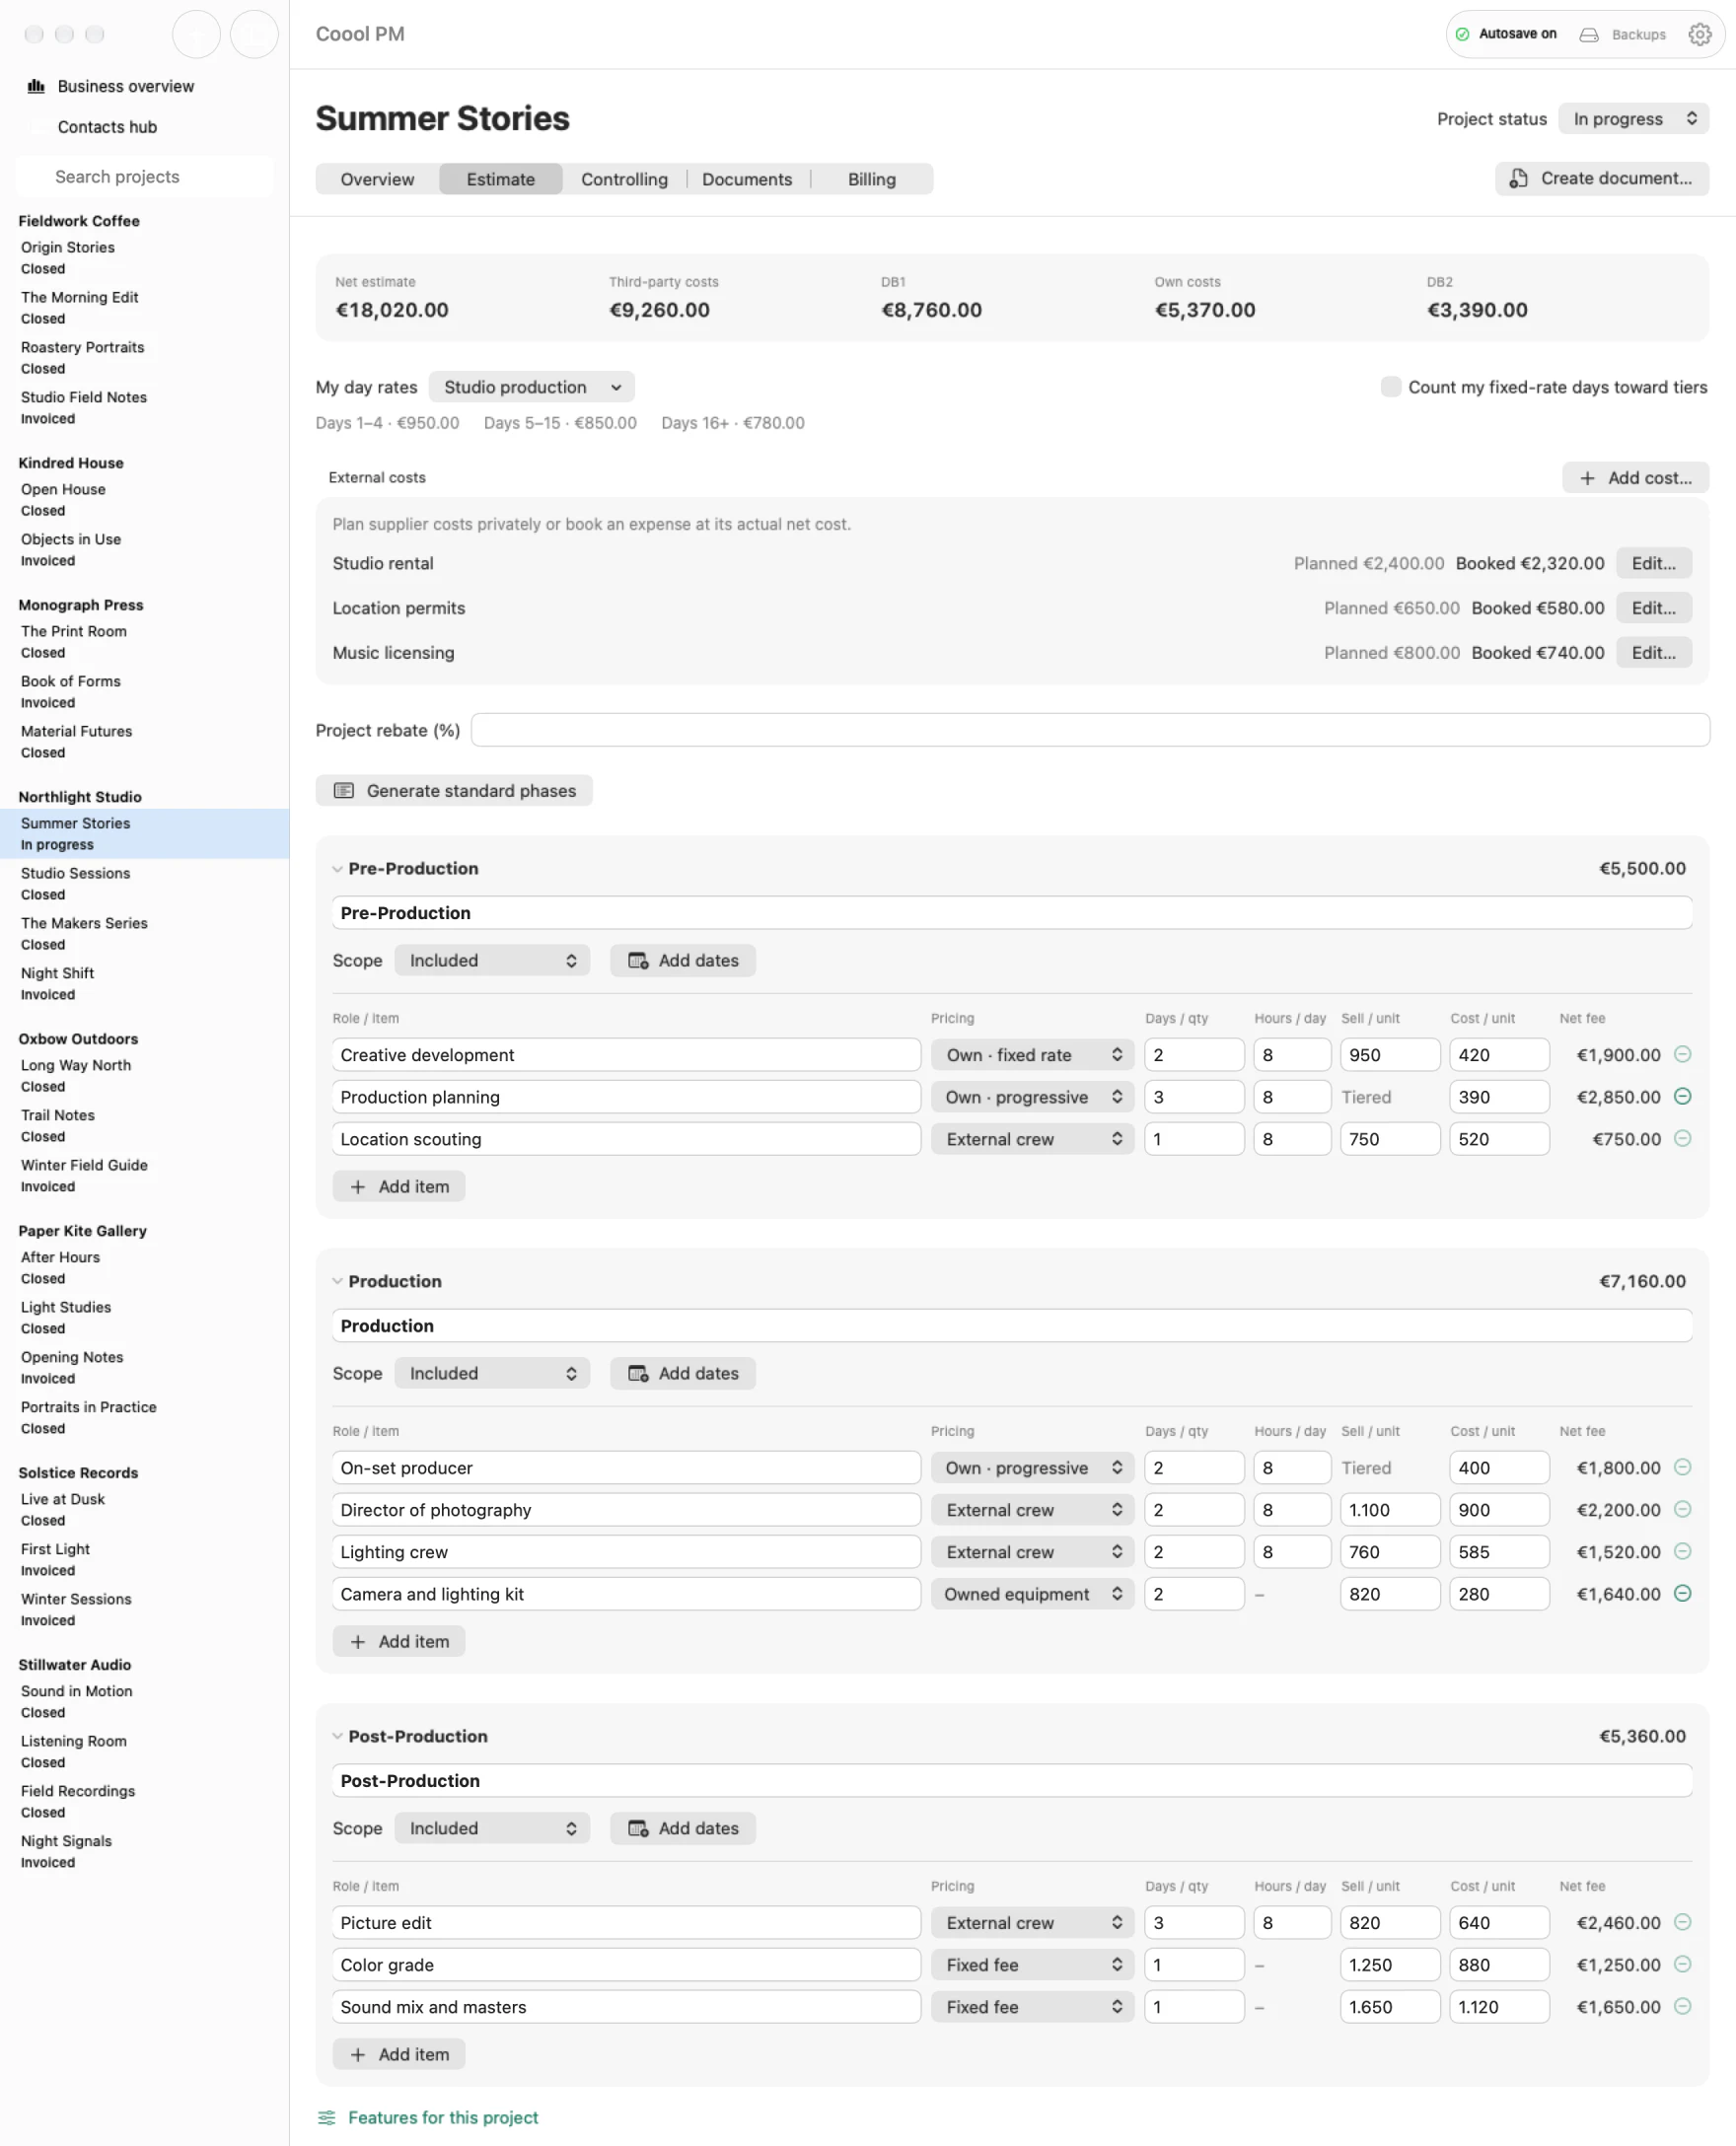 Business overview
Contacts hub
Search projects
Fieldwork Coffee
Origin Stories
Closed
The Morning Edit
Closed
Roastery Portraits
Closed
Studio Field Notes
Invoiced
Kindred House
Open House
Closed
Objects in Use
Invoiced
Monograph Press
The Print Room
Closed
Book of Forms
Invoiced
Material Futures
Closed
Northlight Studio
Summer Stories
In progress
Studio Sessions
Closed
The Makers Series
Closed
Night Shift
Invoiced
Oxbow Outdoors
Long Way North
Closed
Trail Notes
Closed
Winter Field Guide
Invoiced
Paper Kite Gallery
After Hours
Closed
Light Studies
Closed
Opening Notes
Invoiced
Portraits in Practice
Closed
Solstice Records
Live at Dusk
Closed
First Light
Invoiced
Winter Sessions
Invoiced
Stillwater Audio
Sound in Motion
Closed
Listening Room
Closed
Field Recordings
Closed
Night Signals
Invoiced
Coool PM
Autosave on Backups
Summer Stories
Project status In progress
Overview Estimate Controlling Documents Billing
Create document...
Net estimate Third-party costs DB1 Own costs DB2
€18,020.00 €9,260.00 €8,760.00 €5,370.00 €3,390.00
My day rates Studio production
Count my fixed-rate days toward tiers
Days 1–4 · €950.00 Days 5–15 · €850.00 Days 16+ · €780.00
External costs
+ Add cost...
Plan supplier costs privately or book an expense at its actual net cost.
Studio rental Planned €2,400.00 Booked €2,320.00 Edit...
Location permits Planned €650.00 Booked €580.00 Edit...
Music licensing Planned €800.00 Booked €740.00 Edit...
Project rebate (%)
Generate standard phases
Pre-Production €5,500.00
Pre-Production
Scope Included Add dates
Role / item Pricing Days / qty Hours / day Sell / unit Cost / unit Net fee
Creative development Own · fixed rate 2 8 950 420 €1,900.00
Production planning Own · progressive 3 8 Tiered 390 €2,850.00
Location scouting External crew 1 8 750 520 €750.00
+ Add item
Production €7,160.00
Production
Scope Included Add dates
Role / item Pricing Days / qty Hours / day Sell / unit Cost / unit Net fee
On-set producer Own · progressive 2 8 Tiered 400 €1,800.00
Director of photography External crew 2 8 1.100 900 €2,200.00
Lighting crew External crew 2 8 760 585 €1,520.00
Camera and lighting kit Owned equipment 2 – 820 280 €1,640.00
+ Add item
Post-Production €5,360.00
Post-Production
Scope Included Add dates
Role / item Pricing Days / qty Hours / day Sell / unit Cost / unit Net fee
Picture edit External crew 3 8 820 640 €2,460.00
Color grade Fixed fee 1 – 1.250 880 €1,250.00
Sound mix and masters Fixed fee 1 – 1.650 1.120 €1,650.00
+ Add item
Features for this project